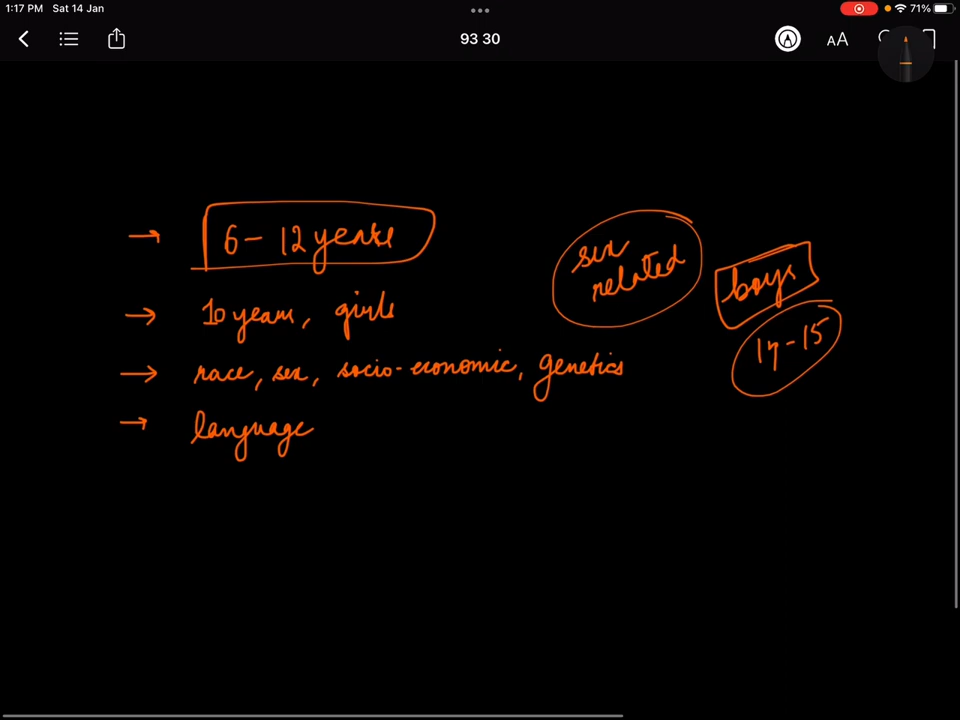 1:17 PM Sat 14 Jan
71%
93 30
AA
→ 6 - 12 years
→ 10 years, girls
→ race, sex, socio-economic, genetics
→ language
sex
related
boys
14-15